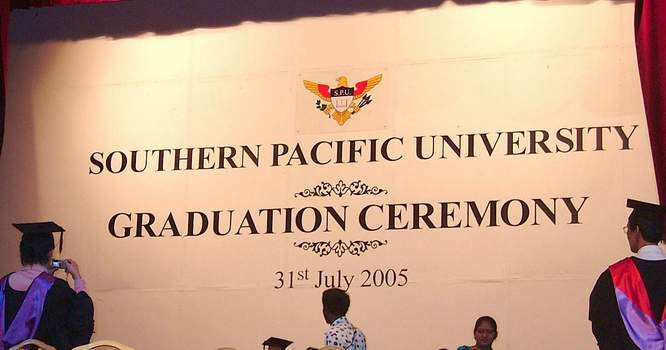 S.P.U.
SOUTHERN PACIFIC UNIVERSITY
GRADUATION CEREMONY
31st July 2005